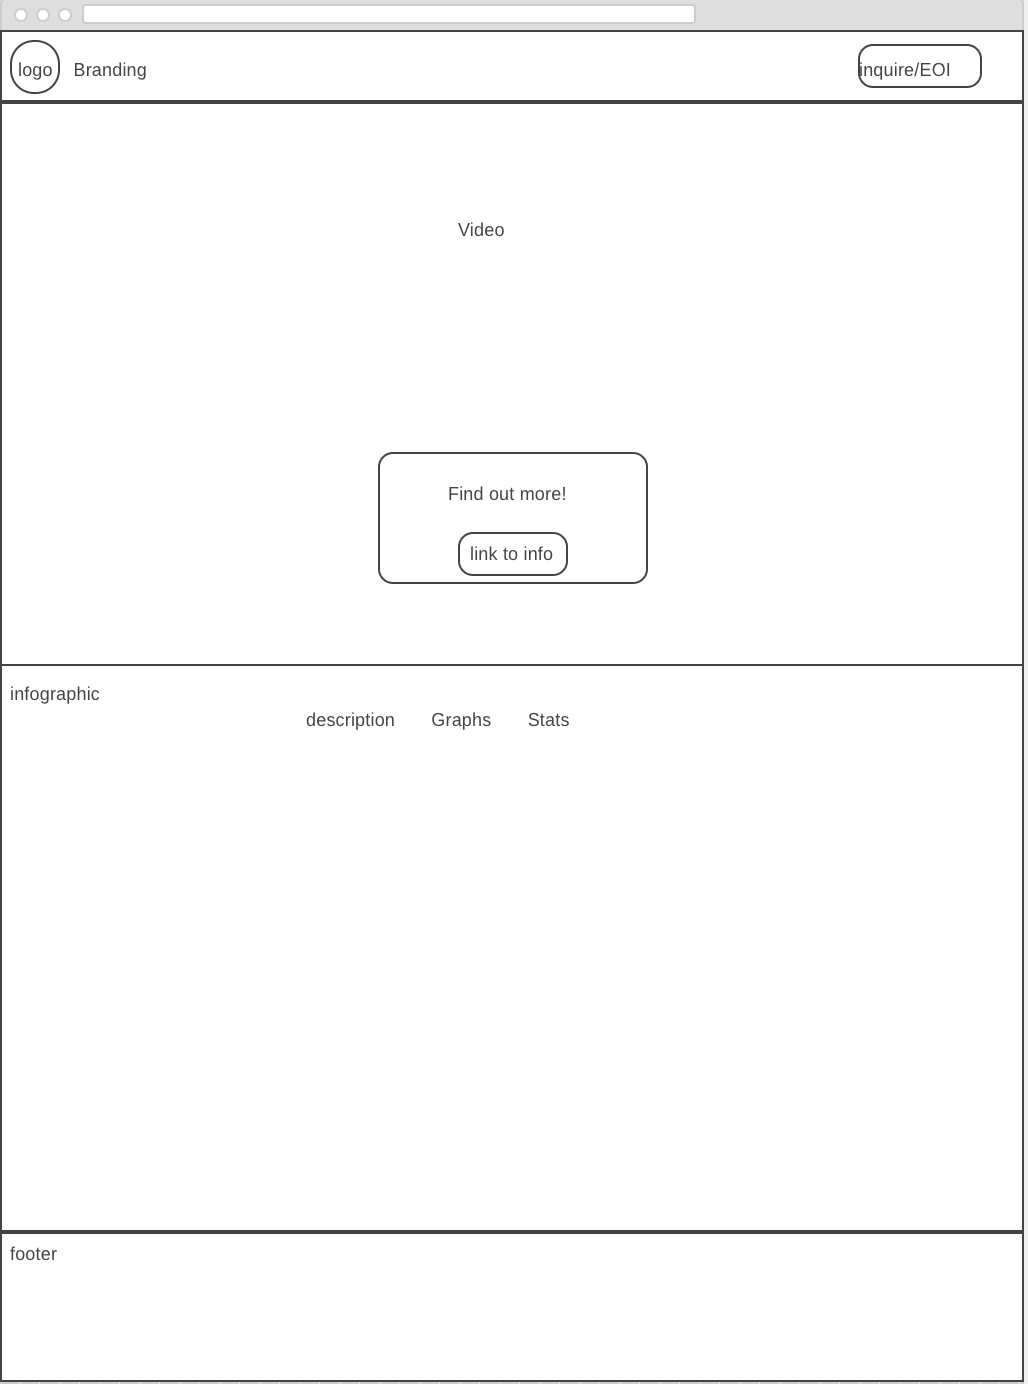 logo Branding inquire/EOI
Video
Find out more!
link to info
infographic
description Graphs Stats
footer